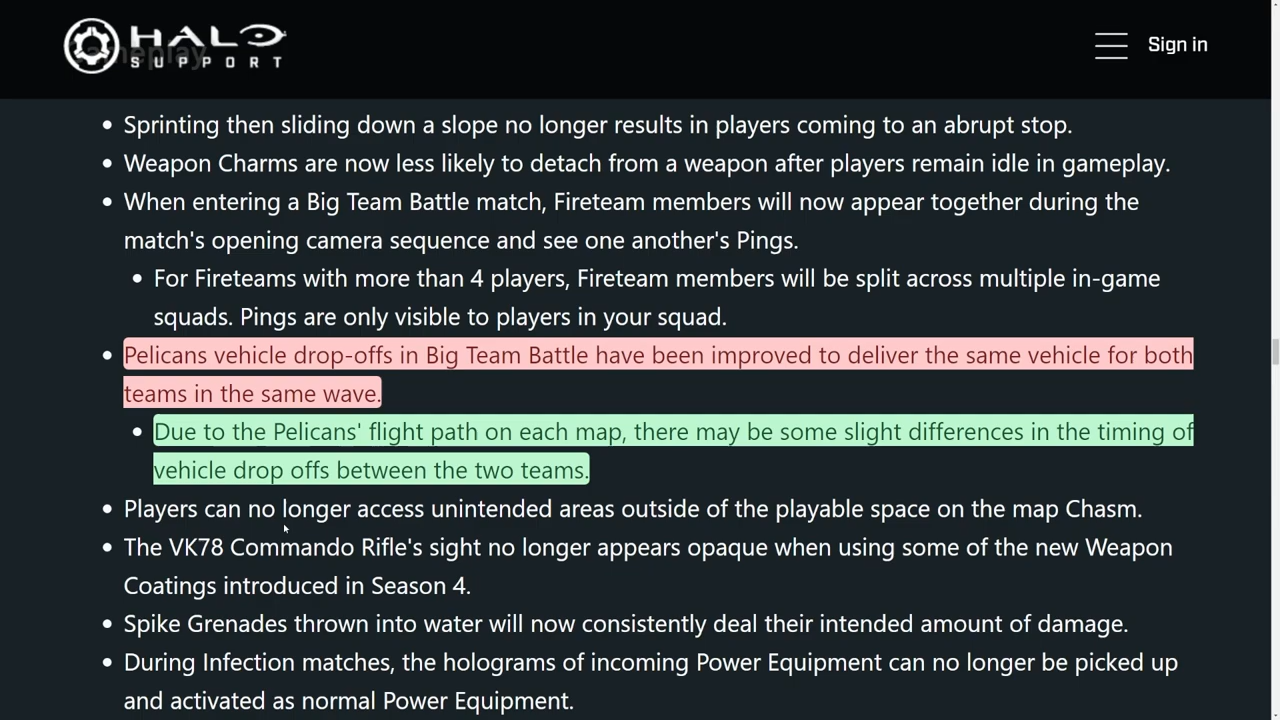 HALO
SUPPORT
Gameplay
Sign in
Sprinting then sliding down a slope no longer results in players coming to an abrupt stop.
Weapon Charms are now less likely to detach from a weapon after players remain idle in gameplay.
When entering a Big Team Battle match, Fireteam members will now appear together during the
match's opening camera sequence and see one another's Pings.
For Fireteams with more than 4 players, Fireteam members will be split across multiple in-game
squads. Pings are only visible to players in your squad.
Pelicans vehicle drop-offs in Big Team Battle have been improved to deliver the same vehicle for both
teams in the same wave.
Due to the Pelicans' flight path on each map, there may be some slight differences in the timing of
vehicle drop offs between the two teams.
Players can no longer access unintended areas outside of the playable space on the map Chasm.
The VK78 Commando Rifle's sight no longer appears opaque when using some of the new Weapon
Coatings introduced in Season 4.
Spike Grenades thrown into water will now consistently deal their intended amount of damage.
During Infection matches, the holograms of incoming Power Equipment can no longer be picked up
and activated as normal Power Equipment.